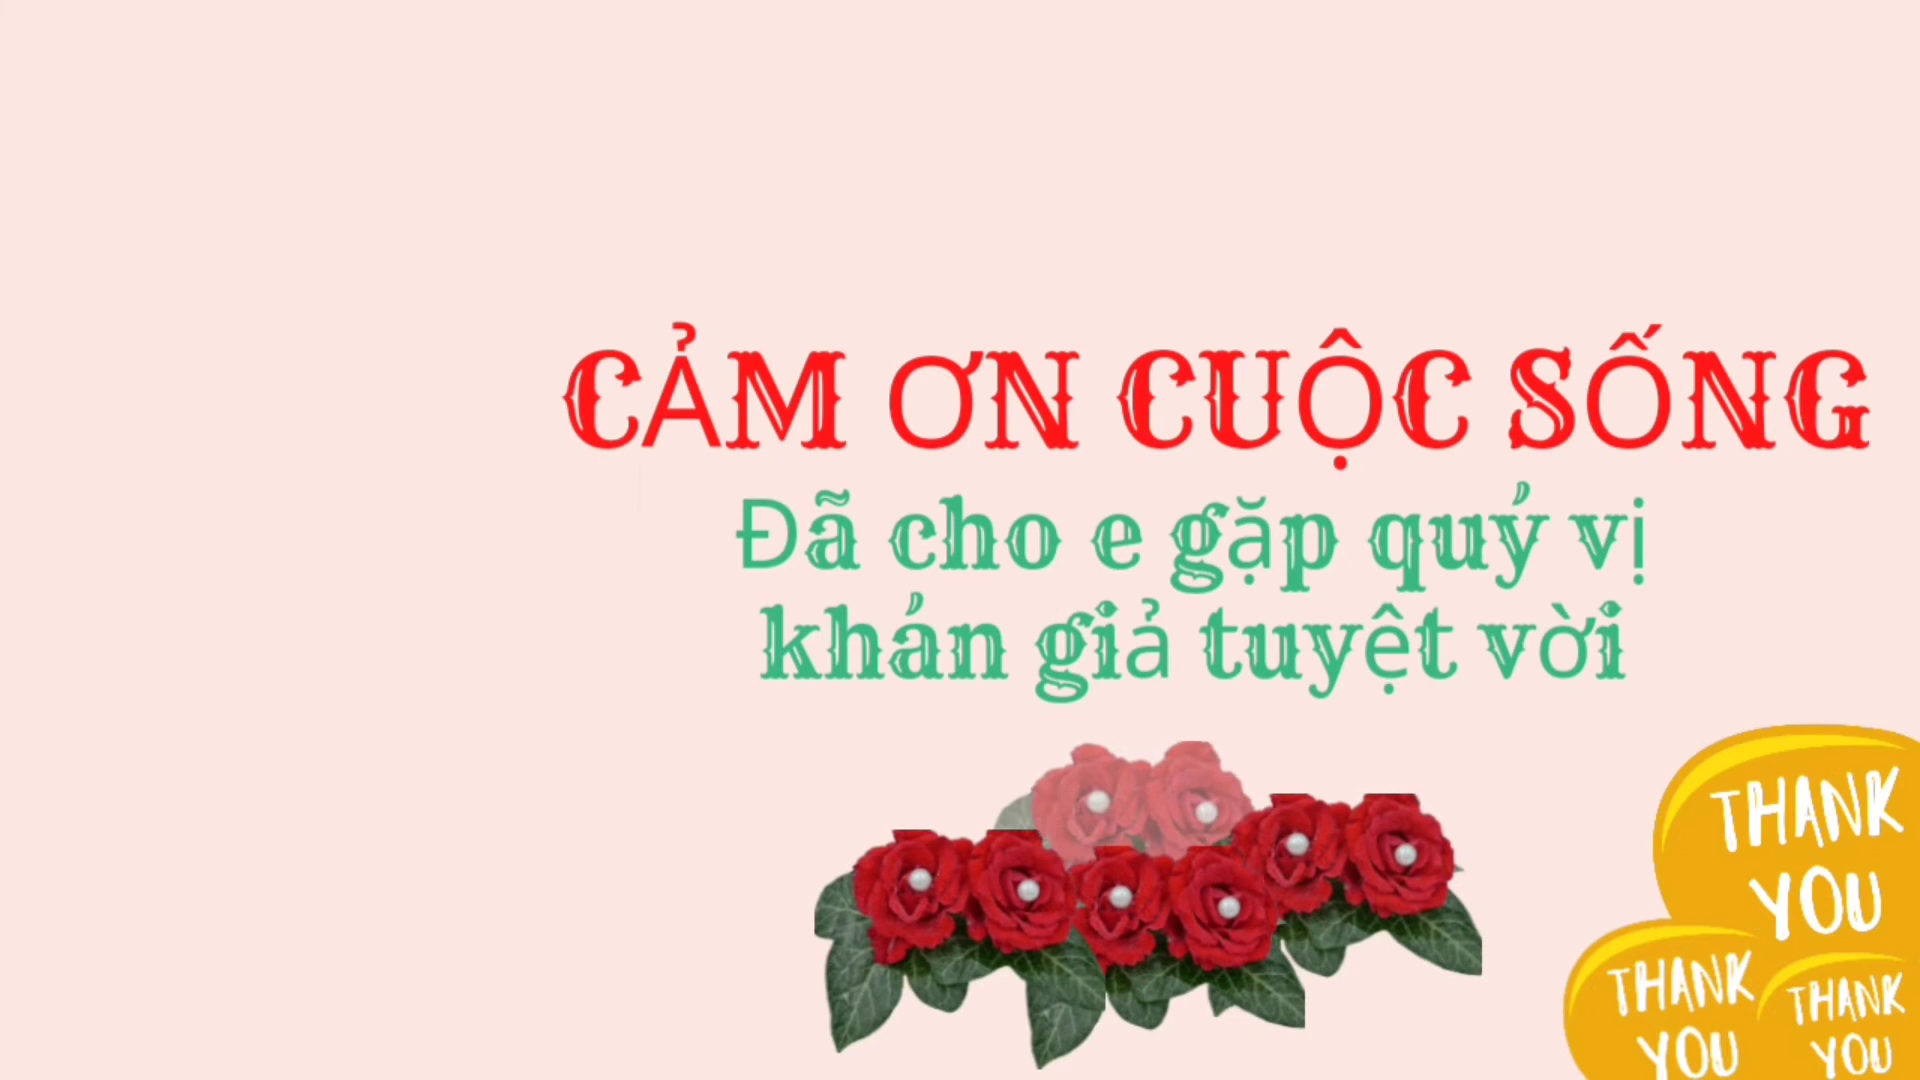 CẢM ƠN CUỘC SỐNG
Đã cho e gặp quý vị
khán giả tuyệt vời
THANK
YOU
THANK
YOU
THANK
YOU